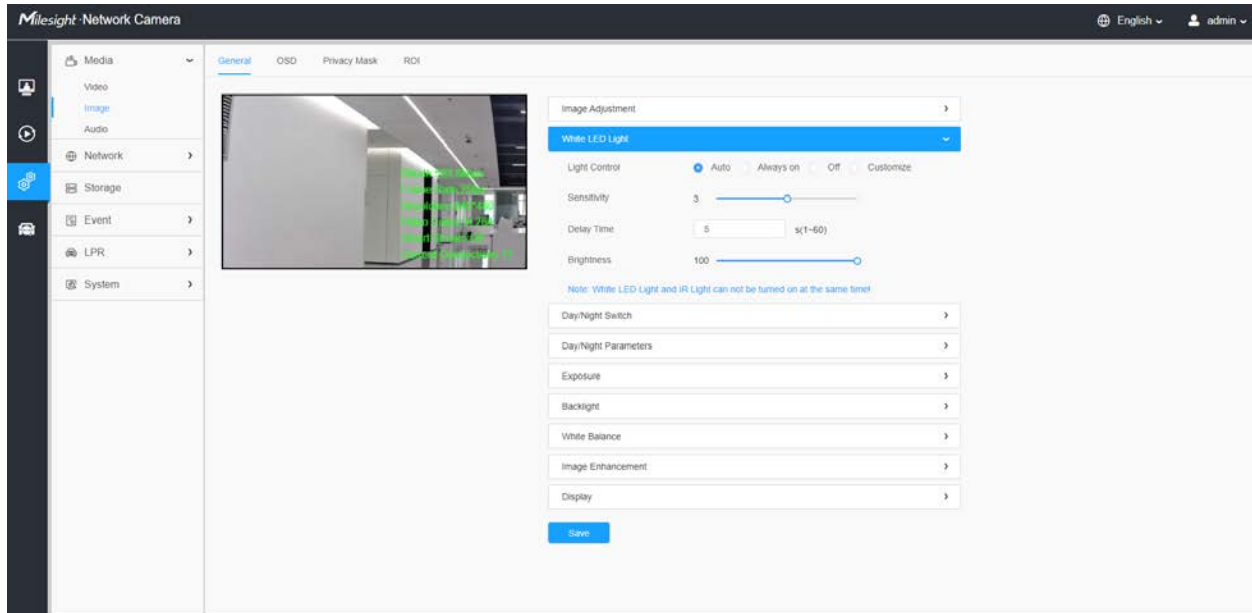 Milesight Network Camera
English
admin
Media
Video
Image
Audio
Network
Storage
Event
LPR
System
General OSD Privacy Mask ROI
Image Adjustment
White LED Light
Light Control Auto Always on Off Customize
Sensitivity 3
Delay Time 5 s(1~60)
Brightness 100
Note: White LED Light and IR Light can not be turned on at the same time!
Day/Night Switch
Day/Night Parameters
Exposure
Backlight
White Balance
Image Enhancement
Display
Save